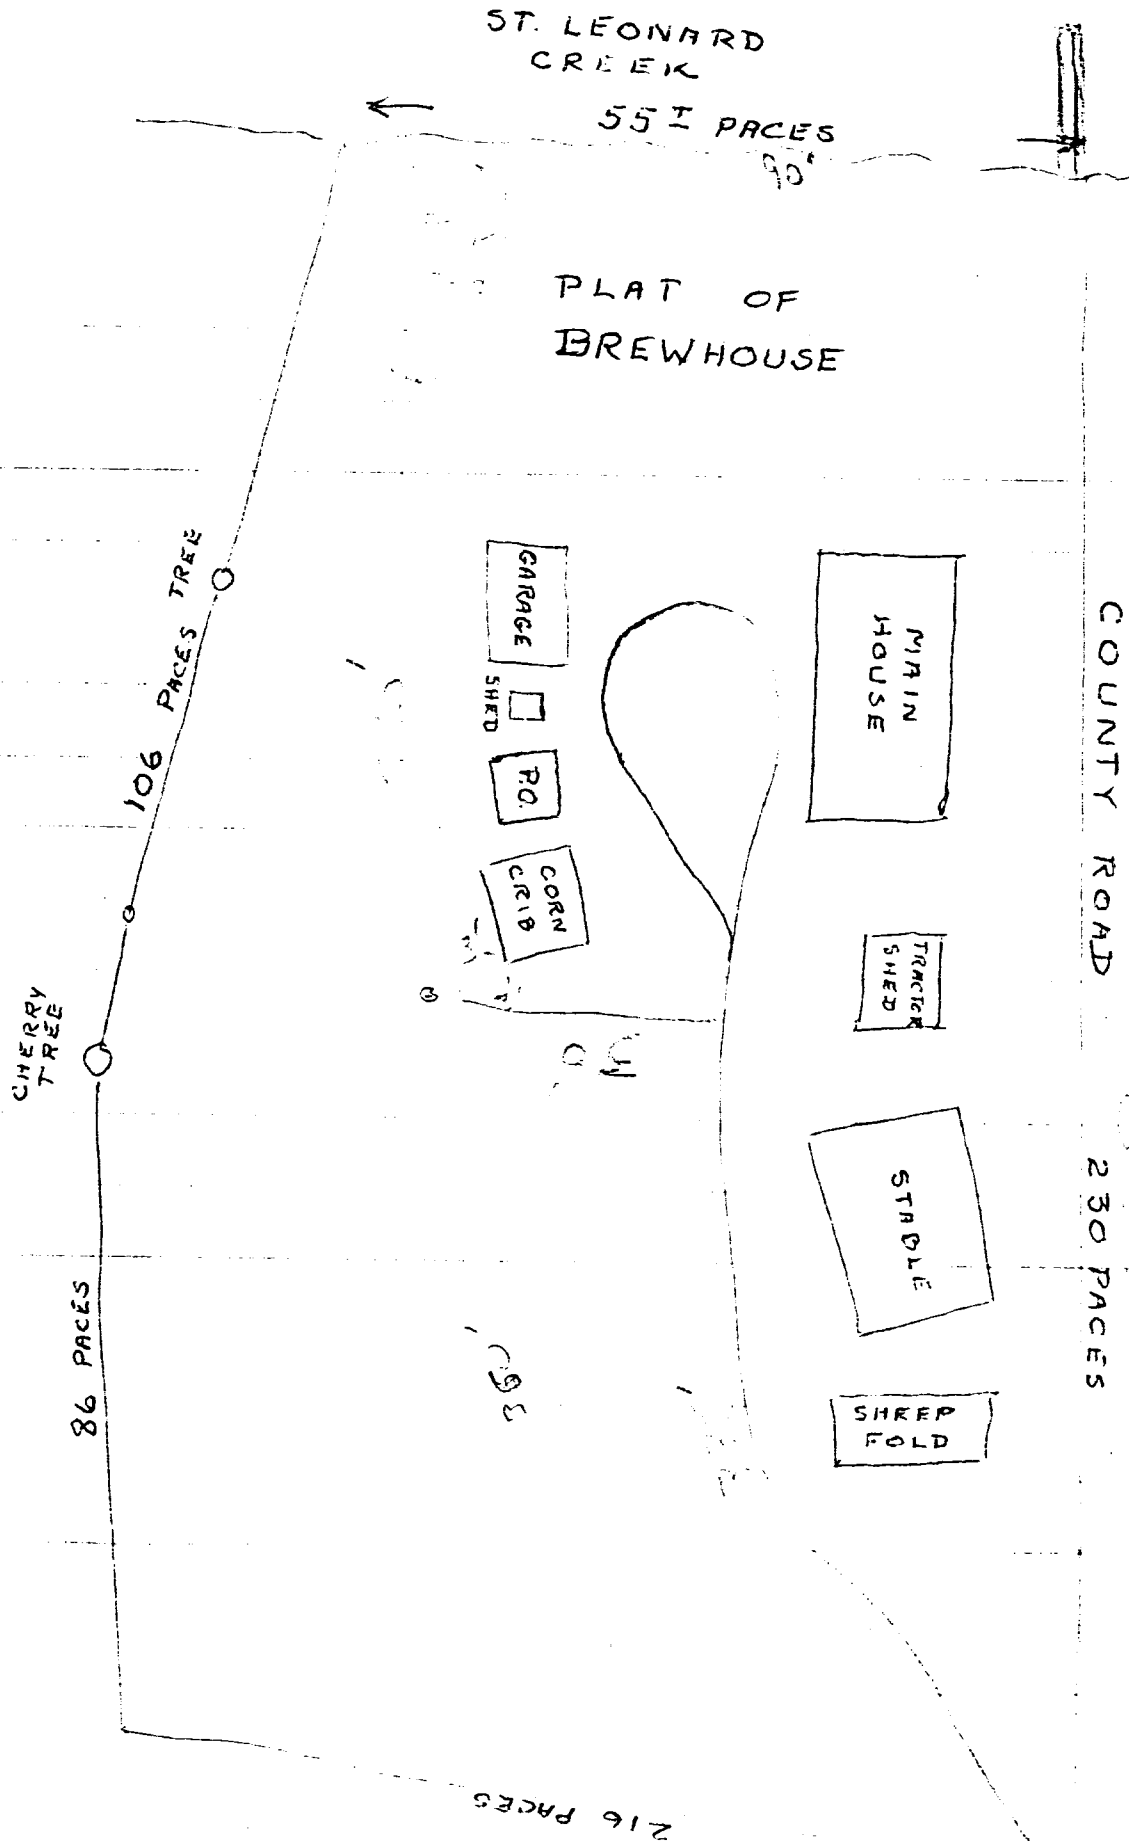 ST. LEONARD
CREEK
55± PACES
90'
PLAT OF
BREWHOUSE
COUNTY ROAD 230 PACES
MAIN
HOUSE
GARAGE
SHED
P.O.
CORN
CRIB
TRACTOR
SHED
STABLE
SHEEP
FOLD
106 PACES TREE
CHERRY
TREE
86 PACES
216 PACES